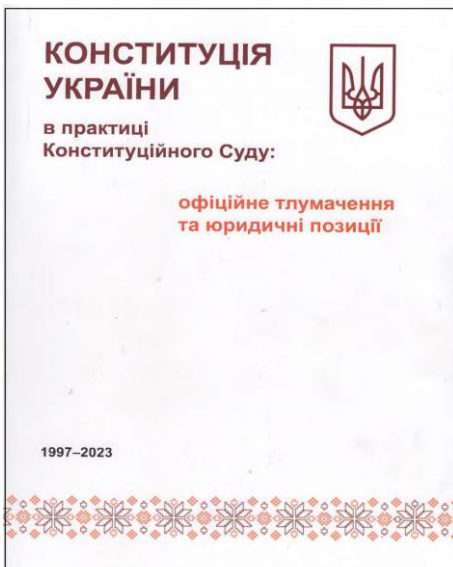 КОНСТИТУЦІЯ
УКРАЇНИ
в практиці
Конституційного Суду:
офіційне тлумачення
та юридичні позиції
1997–2023